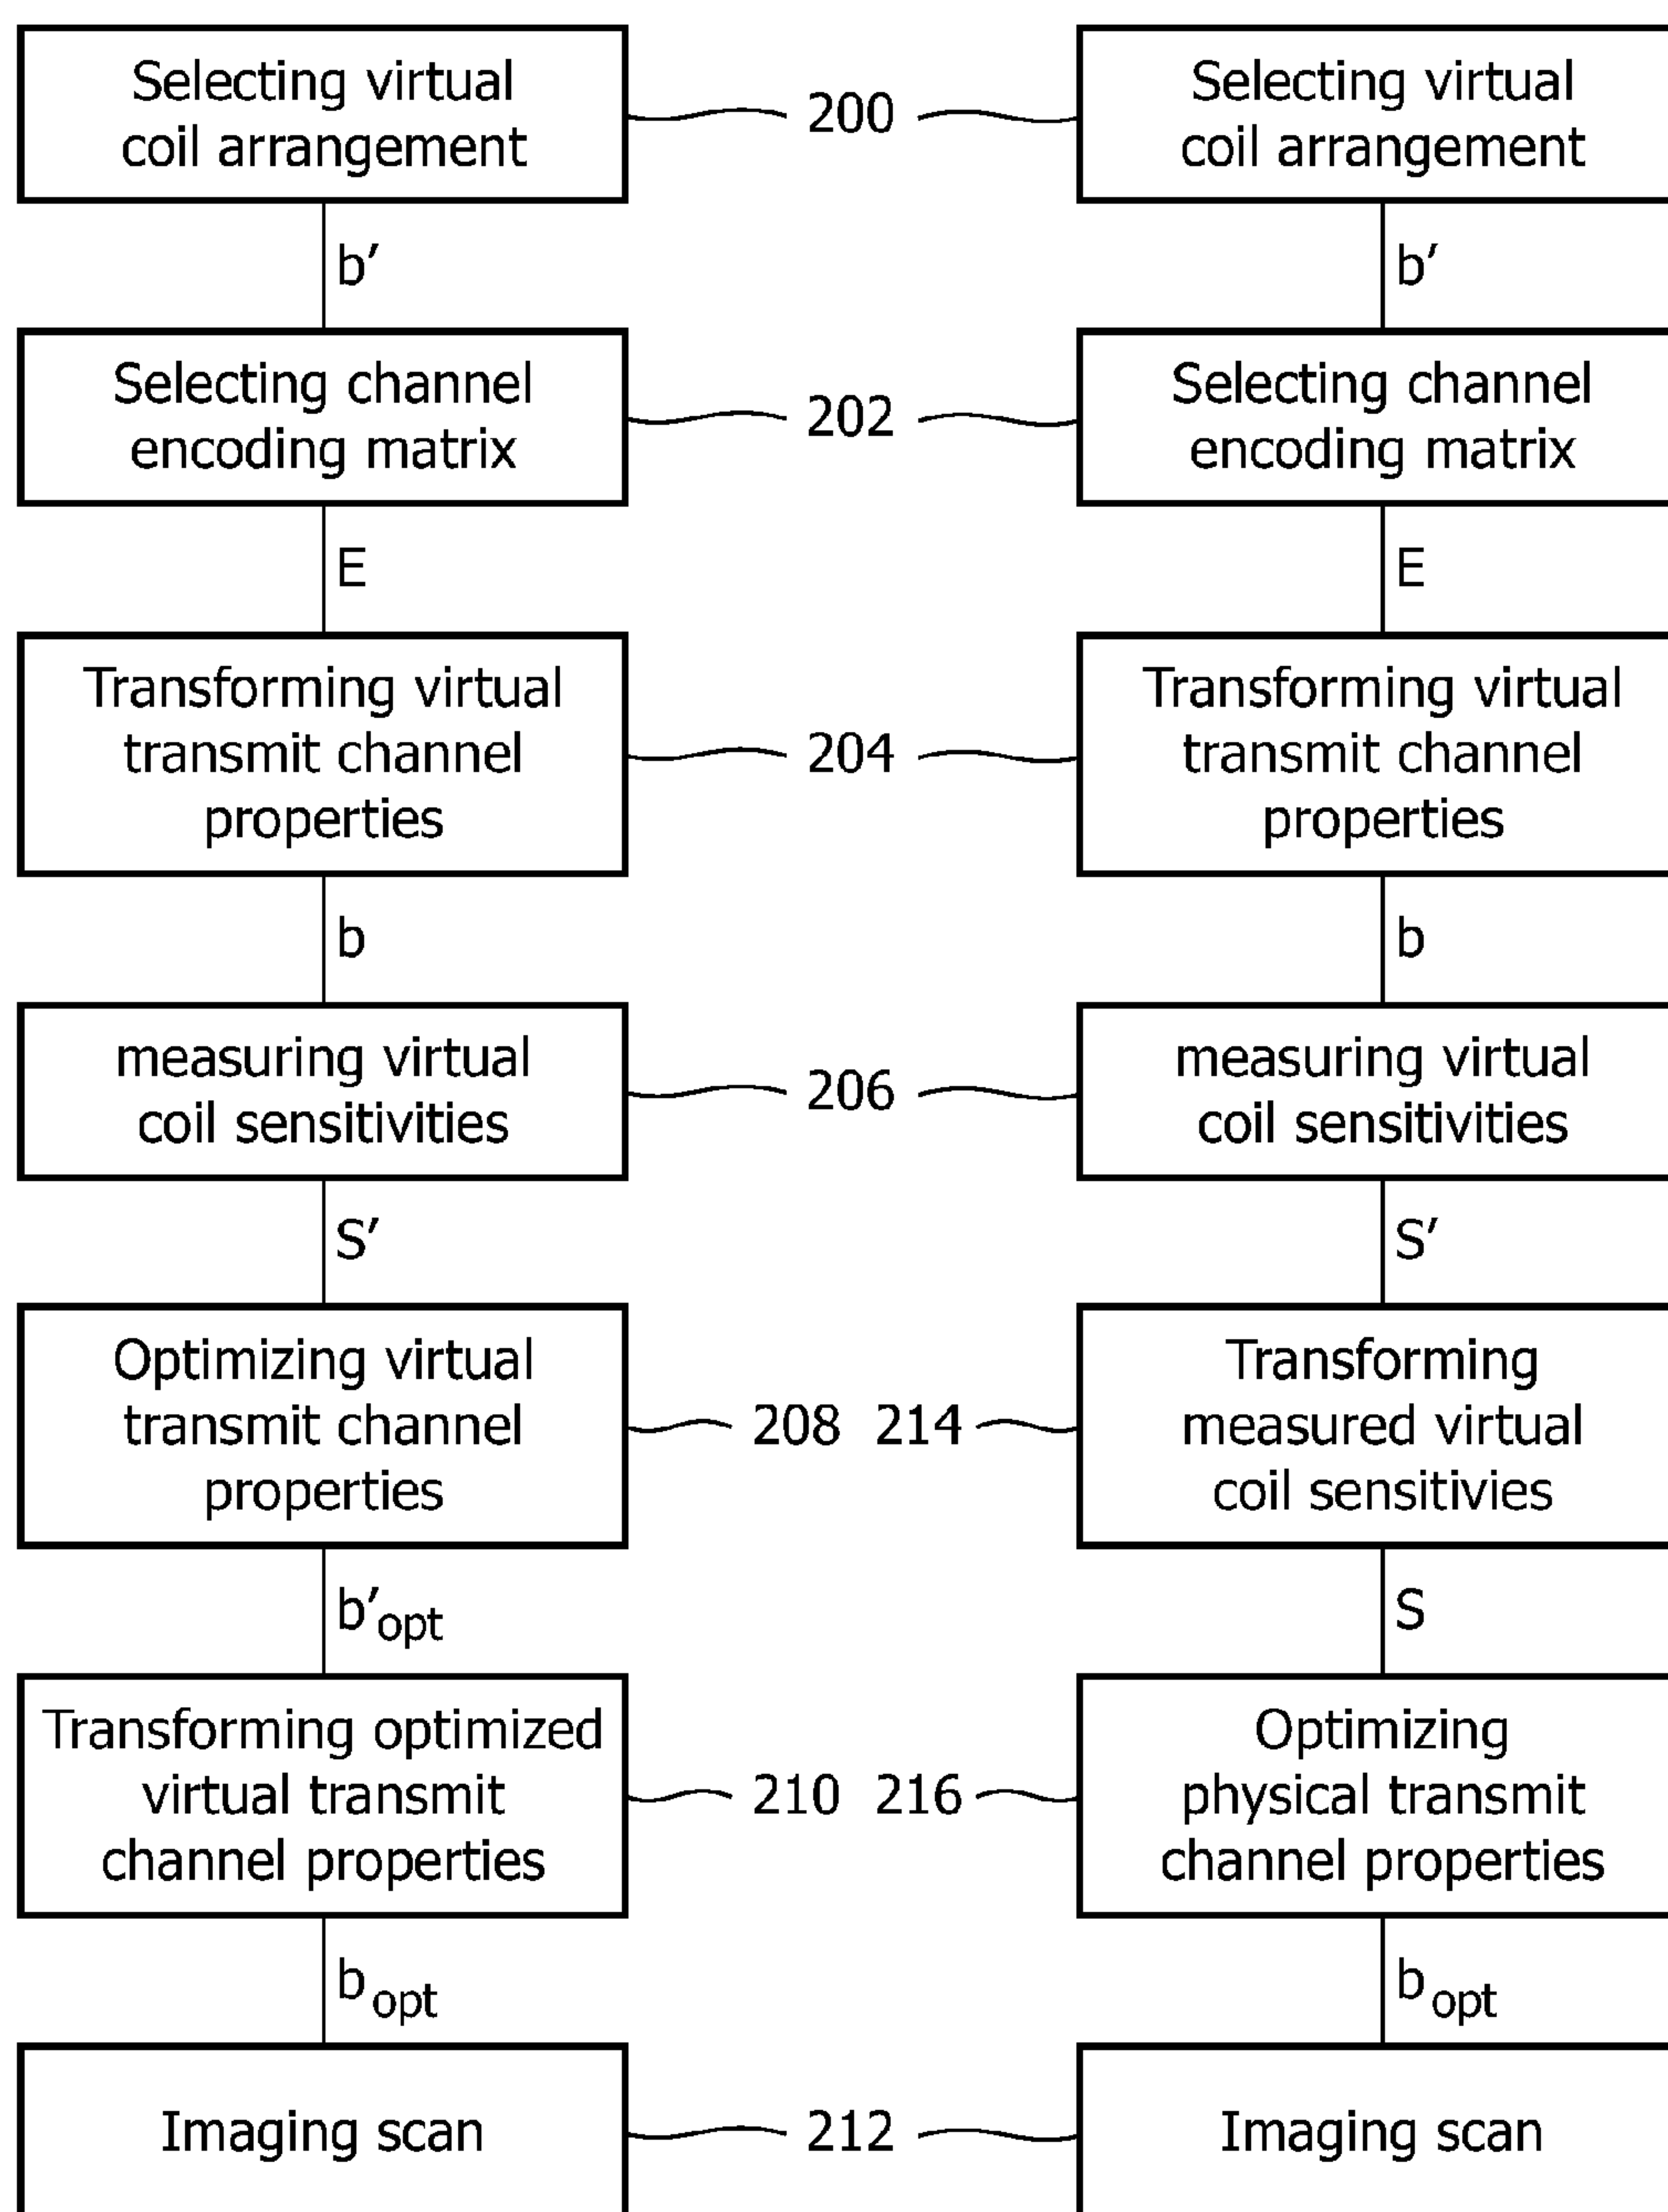 Selecting virtual
coil arrangement
200
Selecting virtual
coil arrangement
b'
b'
Selecting channel
encoding matrix
202
Selecting channel
encoding matrix
E
E
Transforming virtual
transmit channel
properties
204
Transforming virtual
transmit channel
properties
b
b
measuring virtual
coil sensitivities
206
measuring virtual
coil sensitivities
S'
S'
Optimizing virtual
transmit channel
properties
208 214
Transforming
measured virtual
coil sensitivies
b'opt
S
Transforming optimized
virtual transmit
channel properties
210 216
Optimizing
physical transmit
channel properties
bopt
bopt
Imaging scan
212
Imaging scan